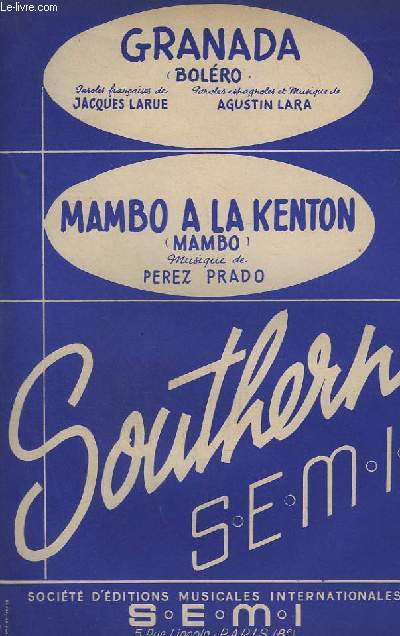 Le-livre.com
GRANADA
(BOLÉRO)
Paroles françaises de
JACQUES LARUE
Paroles espagnoles et Musique de
AGUSTIN LARA
MAMBO A LA KENTON
(MAMBO)
Musique de
PEREZ PRADO
Southern
S·E·M·I·
SOCIÉTÉ D'ÉDITIONS MUSICALES INTERNATIONALES
S·E·M·I
5 Rue Lincoln - PARIS (8e)